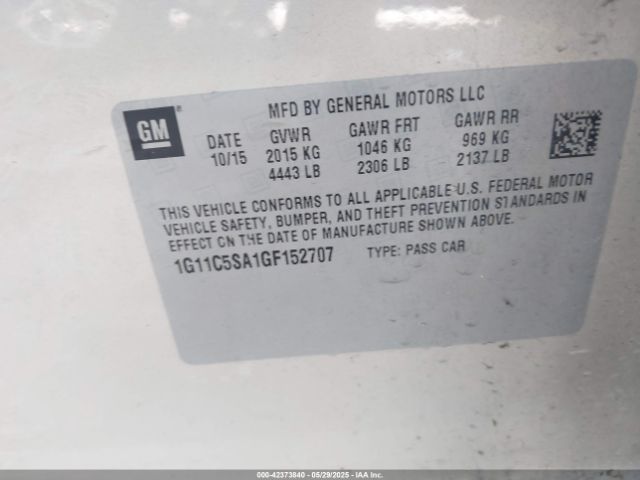 GM
MFD BY GENERAL MOTORS LLC
DATE GVWR GAWR FRT GAWR RR
10/15 2015 KG 1046 KG 969 KG
4443 LB 2306 LB 2137 LB
THIS VEHICLE CONFORMS TO ALL APPLICABLE U.S. FEDERAL MOTOR
VEHICLE SAFETY, BUMPER, AND THEFT PREVENTION STANDARDS IN
EFFECT ON THE DATE OF MANUFACTURE SHOWN ABOVE.
1G11C5SA1GF152707 TYPE: PASS CAR
000-42373840 - 05/29/2025 - IAAI, Inc.